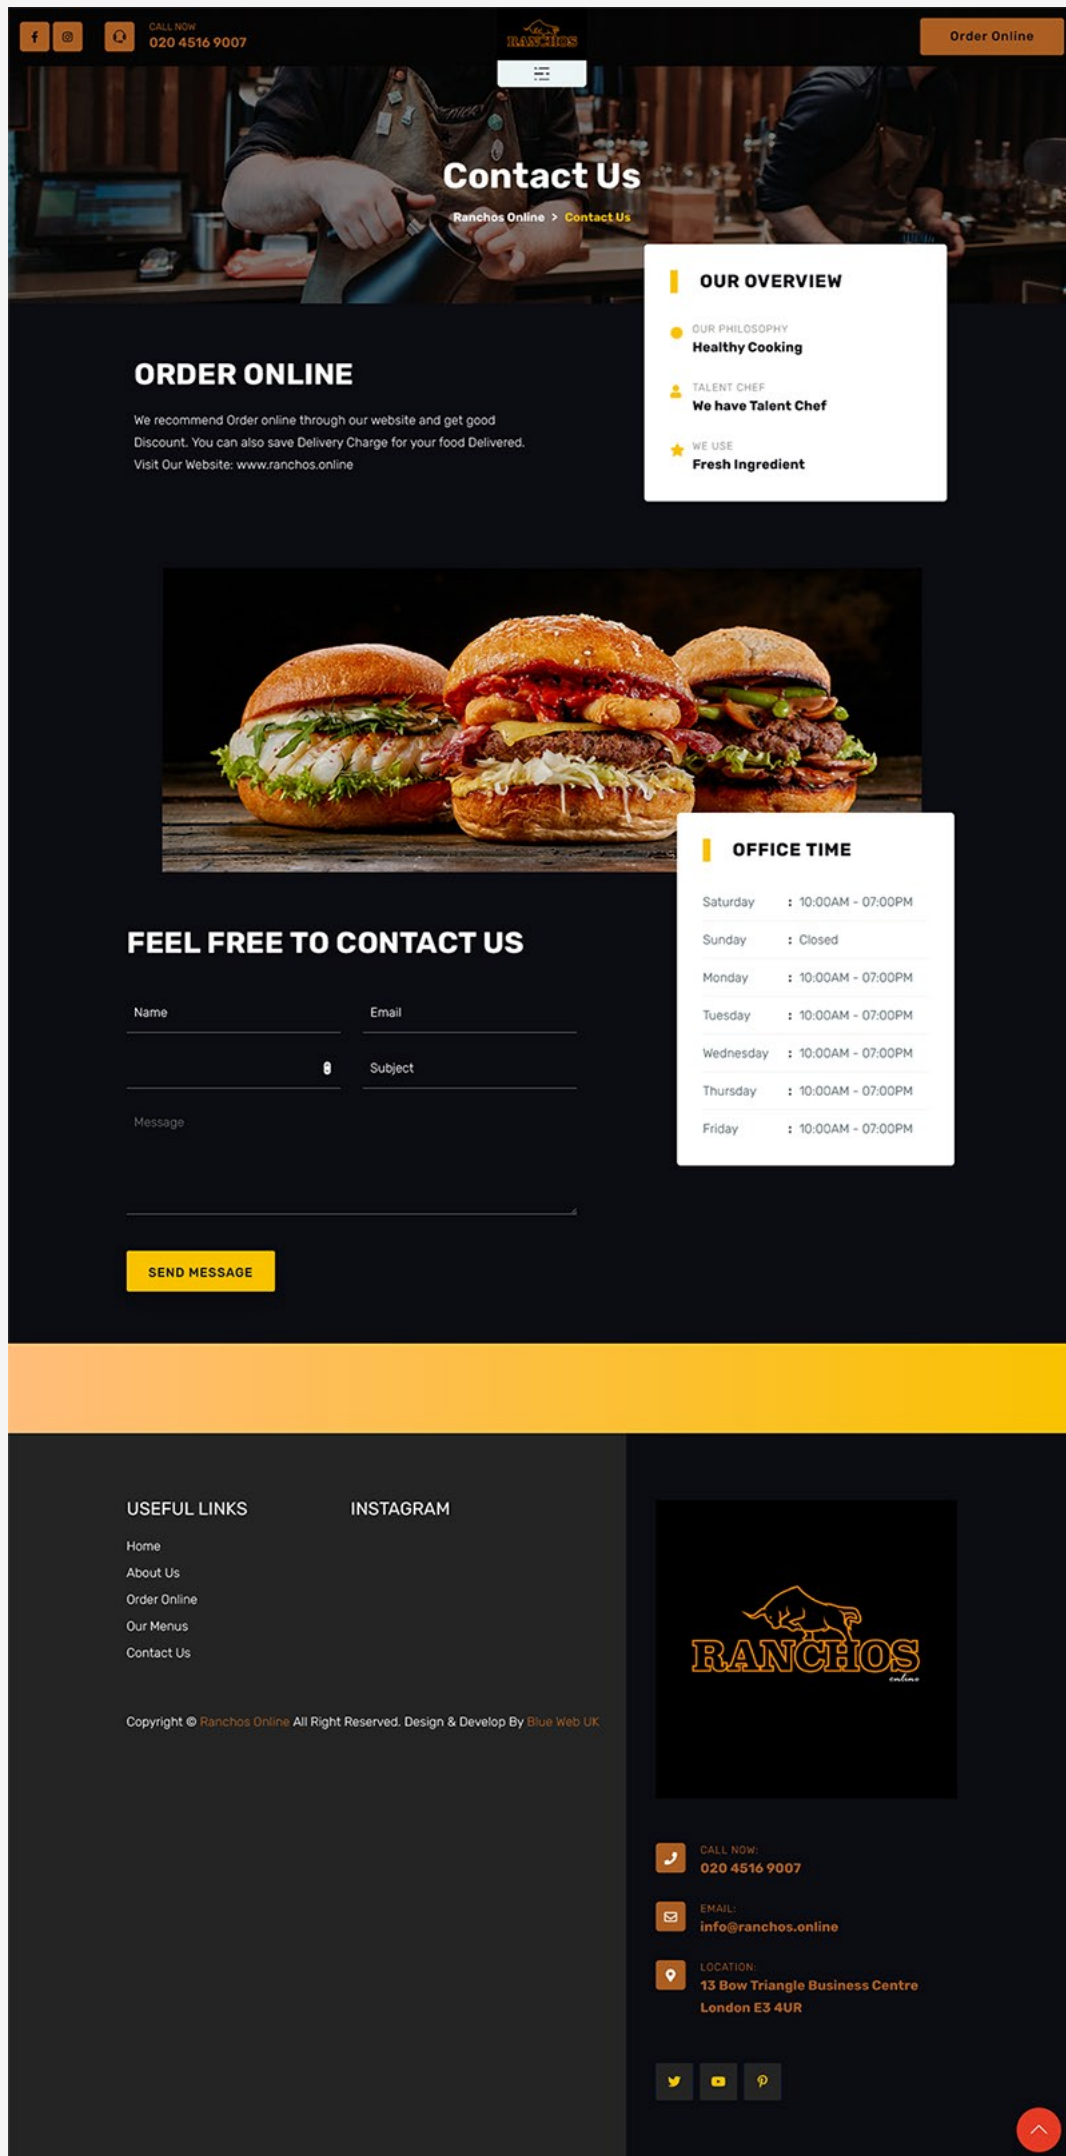 CALL NOW
020 4516 9007
RANCHOS
Order Online
Contact Us
Ranchos Online > Contact Us
OUR OVERVIEW
OUR PHILOSOPHY
Healthy Cooking
TALENT CHEF
We have Talent Chef
WE USE
Fresh Ingredient
ORDER ONLINE
We recommend Order online through our website and get good
Discount. You can also save Delivery Charge for your food Delivered.
Visit Our Website: www.ranchos.online
OFFICE TIME
Saturday : 10:00AM - 07:00PM
Sunday : Closed
Monday : 10:00AM - 07:00PM
Tuesday : 10:00AM - 07:00PM
Wednesday : 10:00AM - 07:00PM
Thursday : 10:00AM - 07:00PM
Friday : 10:00AM - 07:00PM
FEEL FREE TO CONTACT US
Name Email
Subject
Message
SEND MESSAGE
USEFUL LINKS
Home
About Us
Order Online
Our Menus
Contact Us
INSTAGRAM
Copyright © Ranchos Online All Right Reserved. Design & Develop By Blue Web UK
RANCHOS
online
CALL NOW:
020 4516 9007
EMAIL:
info@ranchos.online
LOCATION:
13 Bow Triangle Business Centre
London E3 4UR